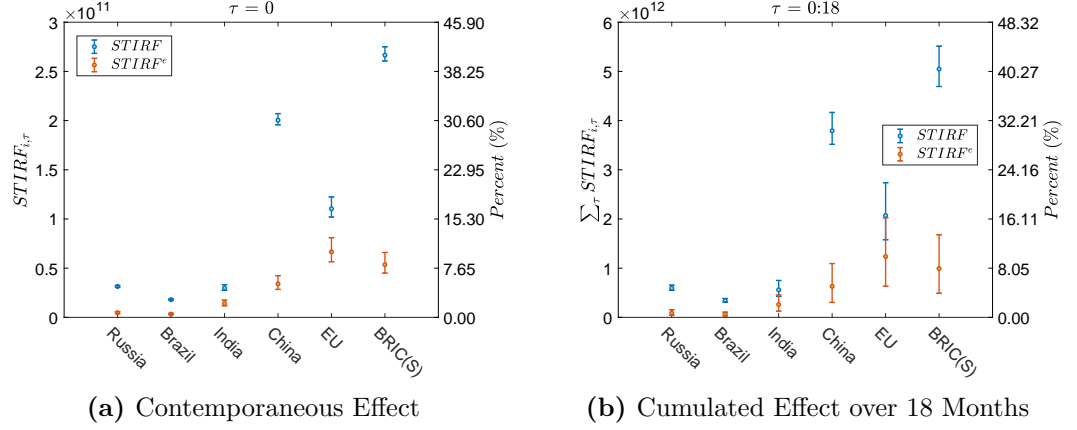 ×10^11
τ = 0
3
2.5
2
1.5
1
0.5
0
STIRF_{i,τ}
STIRF
STIRF^e
45.90
38.25
30.60
22.95
15.30
7.65
0.00
Percent (%)
Russia
Brazil
India
China
EU
BRIC(S)
(a) Contemporaneous Effect
×10^12
τ = 0:18
6
5
4
3
2
1
0
∑_τ STIRF_{i,τ}
STIRF
STIRF^e
48.32
40.27
32.21
24.16
16.11
8.05
0.00
Percent (%)
Russia
Brazil
India
China
EU
BRIC(S)
(b) Cumulated Effect over 18 Months